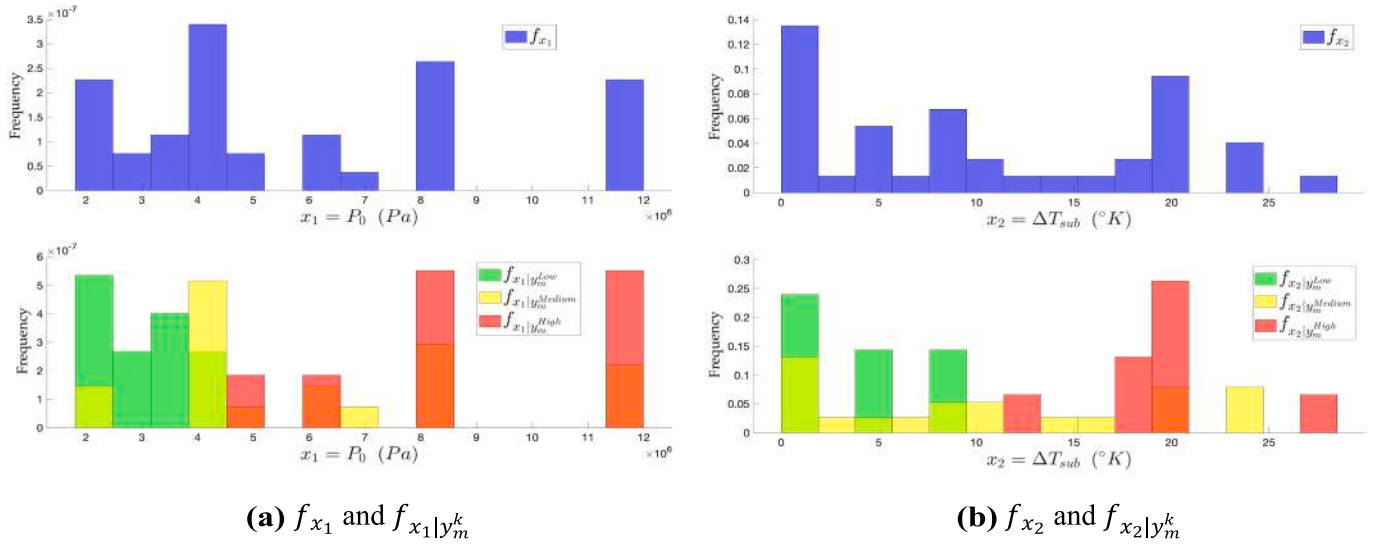 ×10⁻⁷
3.5
3
2.5
2
1.5
1
0.5
0
Frequency
f_{x_1}
2 3 4 5 6 7 8 9 10 11 12
x_1 = P_0 (Pa)
×10⁶
0.14
0.12
0.1
0.08
0.06
0.04
0.02
0
Frequency
f_{x_2}
0 5 10 15 20 25
x_2 = ΔT_{sub} (°K)
×10⁻⁷
6
5
4
3
2
1
0
Frequency
f_{x_1|y_m^{Low}}
f_{x_1|y_m^{Medium}}
f_{x_1|y_m^{High}}
2 3 4 5 6 7 8 9 10 11 12
x_1 = P_0 (Pa)
×10⁶
0.3
0.25
0.2
0.15
0.1
0.05
0
Frequency
f_{x_2|y_m^{Low}}
f_{x_2|y_m^{Medium}}
f_{x_2|y_m^{High}}
0 5 10 15 20 25
x_2 = ΔT_{sub} (°K)
(a) f_{x_1} and f_{x_1|y_m^k}
(b) f_{x_2} and f_{x_2|y_m^k}